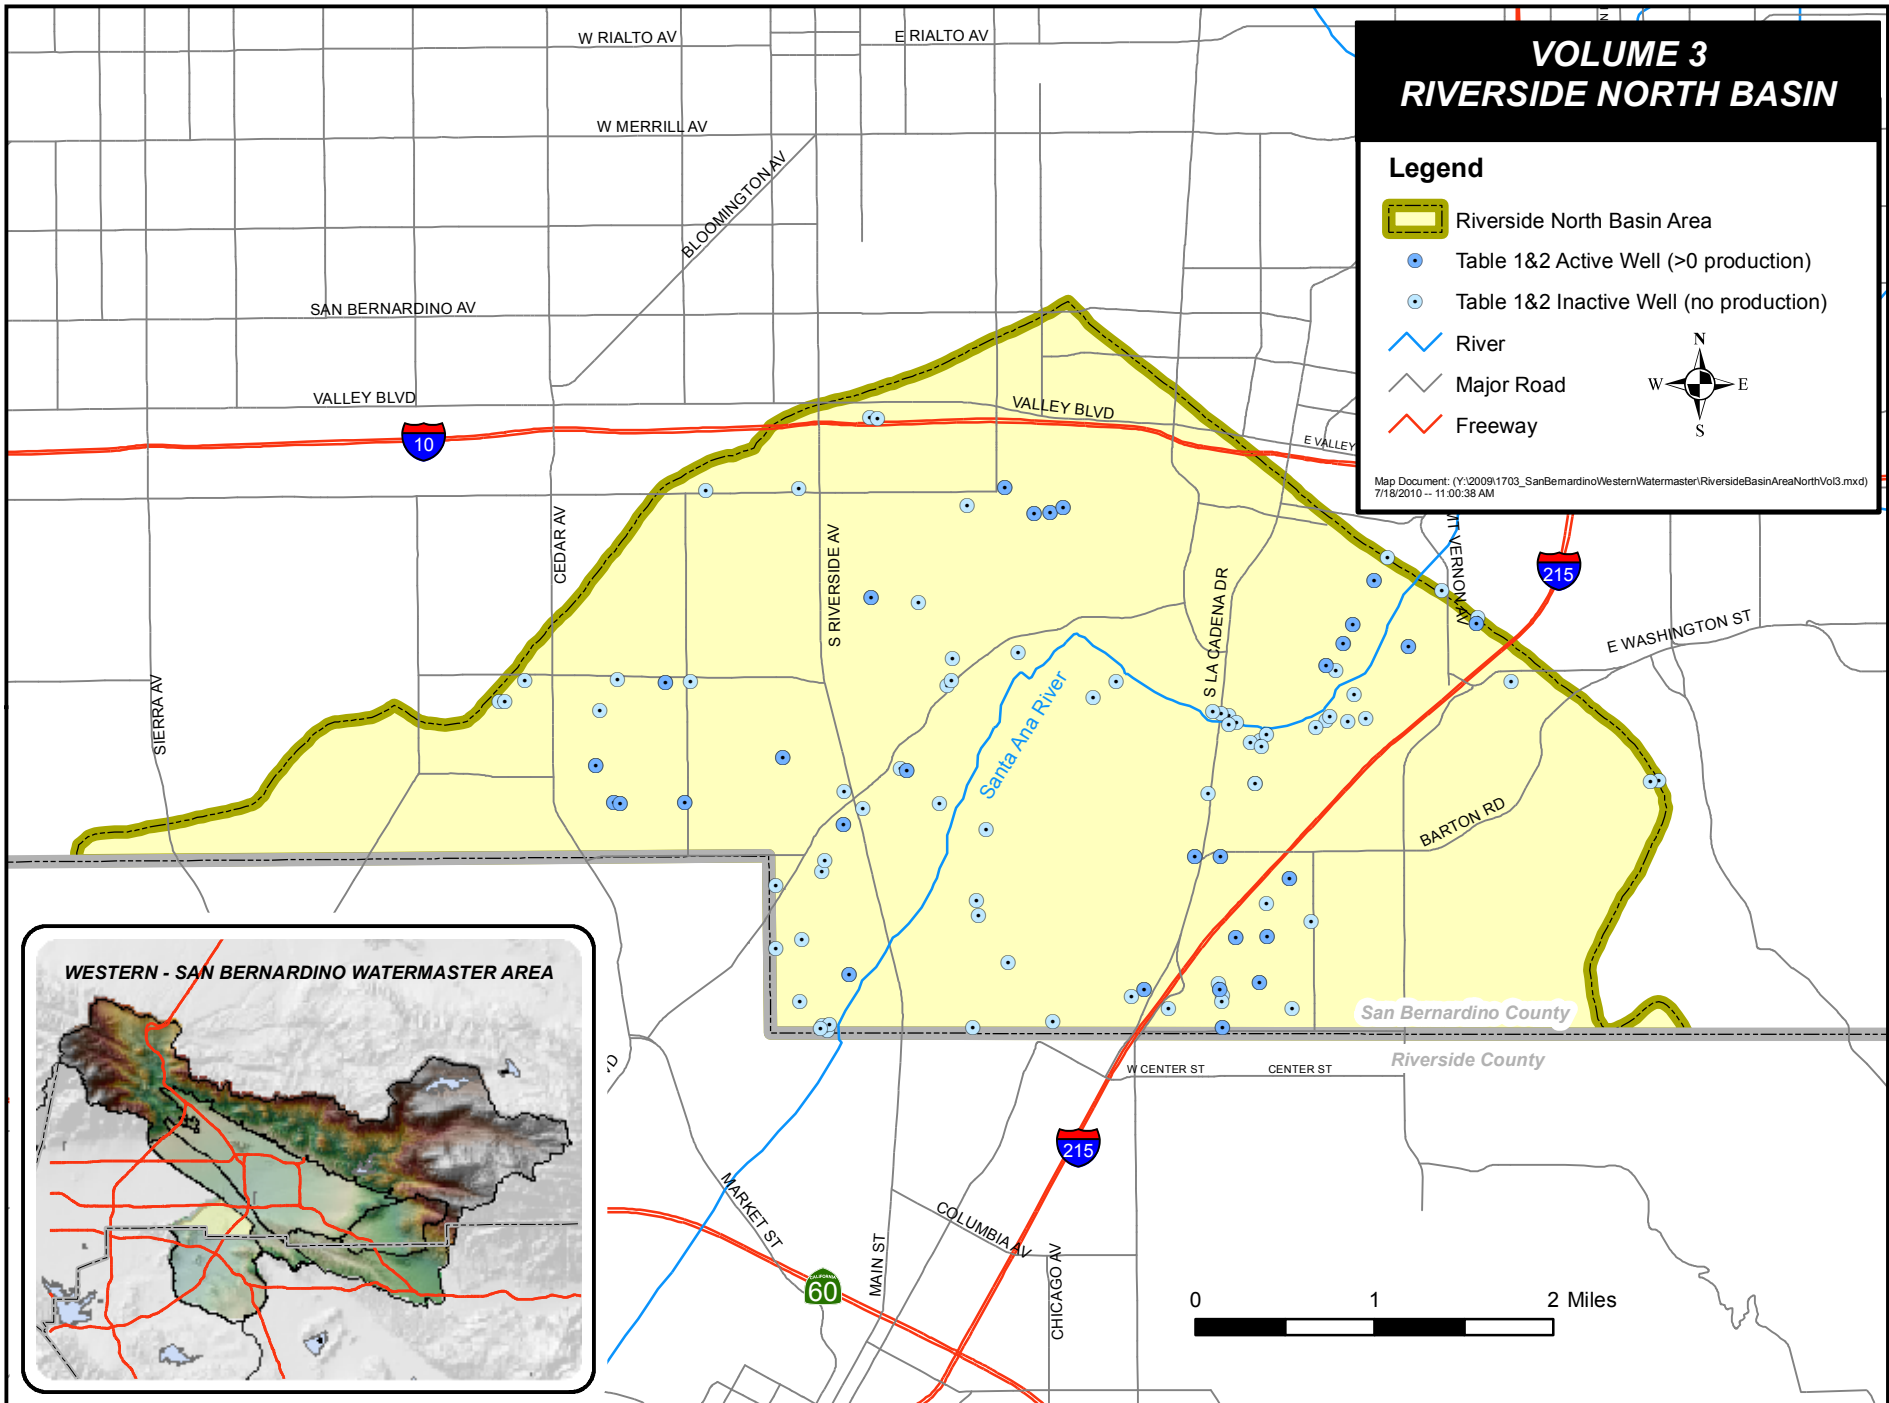 W RIALTO AV
E RIALTO AV
W MERRILL AV
BLOOMINGTON AV
SAN BERNARDINO AV
VALLEY BLVD
VALLEY BLVD
E VALLEY
10
VOLUME 3
RIVERSIDE NORTH BASIN
Legend
Riverside North Basin Area
Table 1&2 Active Well (>0 production)
Table 1&2 Inactive Well (no production)
River
Major Road
Freeway
N
W
E
S
Map Document: (Y:\2009\1703_SanBernardinoWesternWatermaster\RiversideBasinAreaNorthVol3.mxd)
7/18/2010 -- 11:00:38 AM
CEDAR AV
S RIVERSIDE AV
S LA CADENA DR
MT VERNON AV
215
E WASHINGTON ST
SIERRA AV
Santa Ana River
BARTON RD
San Bernardino County
Riverside County
W CENTER ST
CENTER ST
215
WESTERN - SAN BERNARDINO WATERMASTER AREA
MARKET ST
MAIN ST
COLUMBIA AV
CHICAGO AV
CALIFORNIA
60
0
1
2 Miles